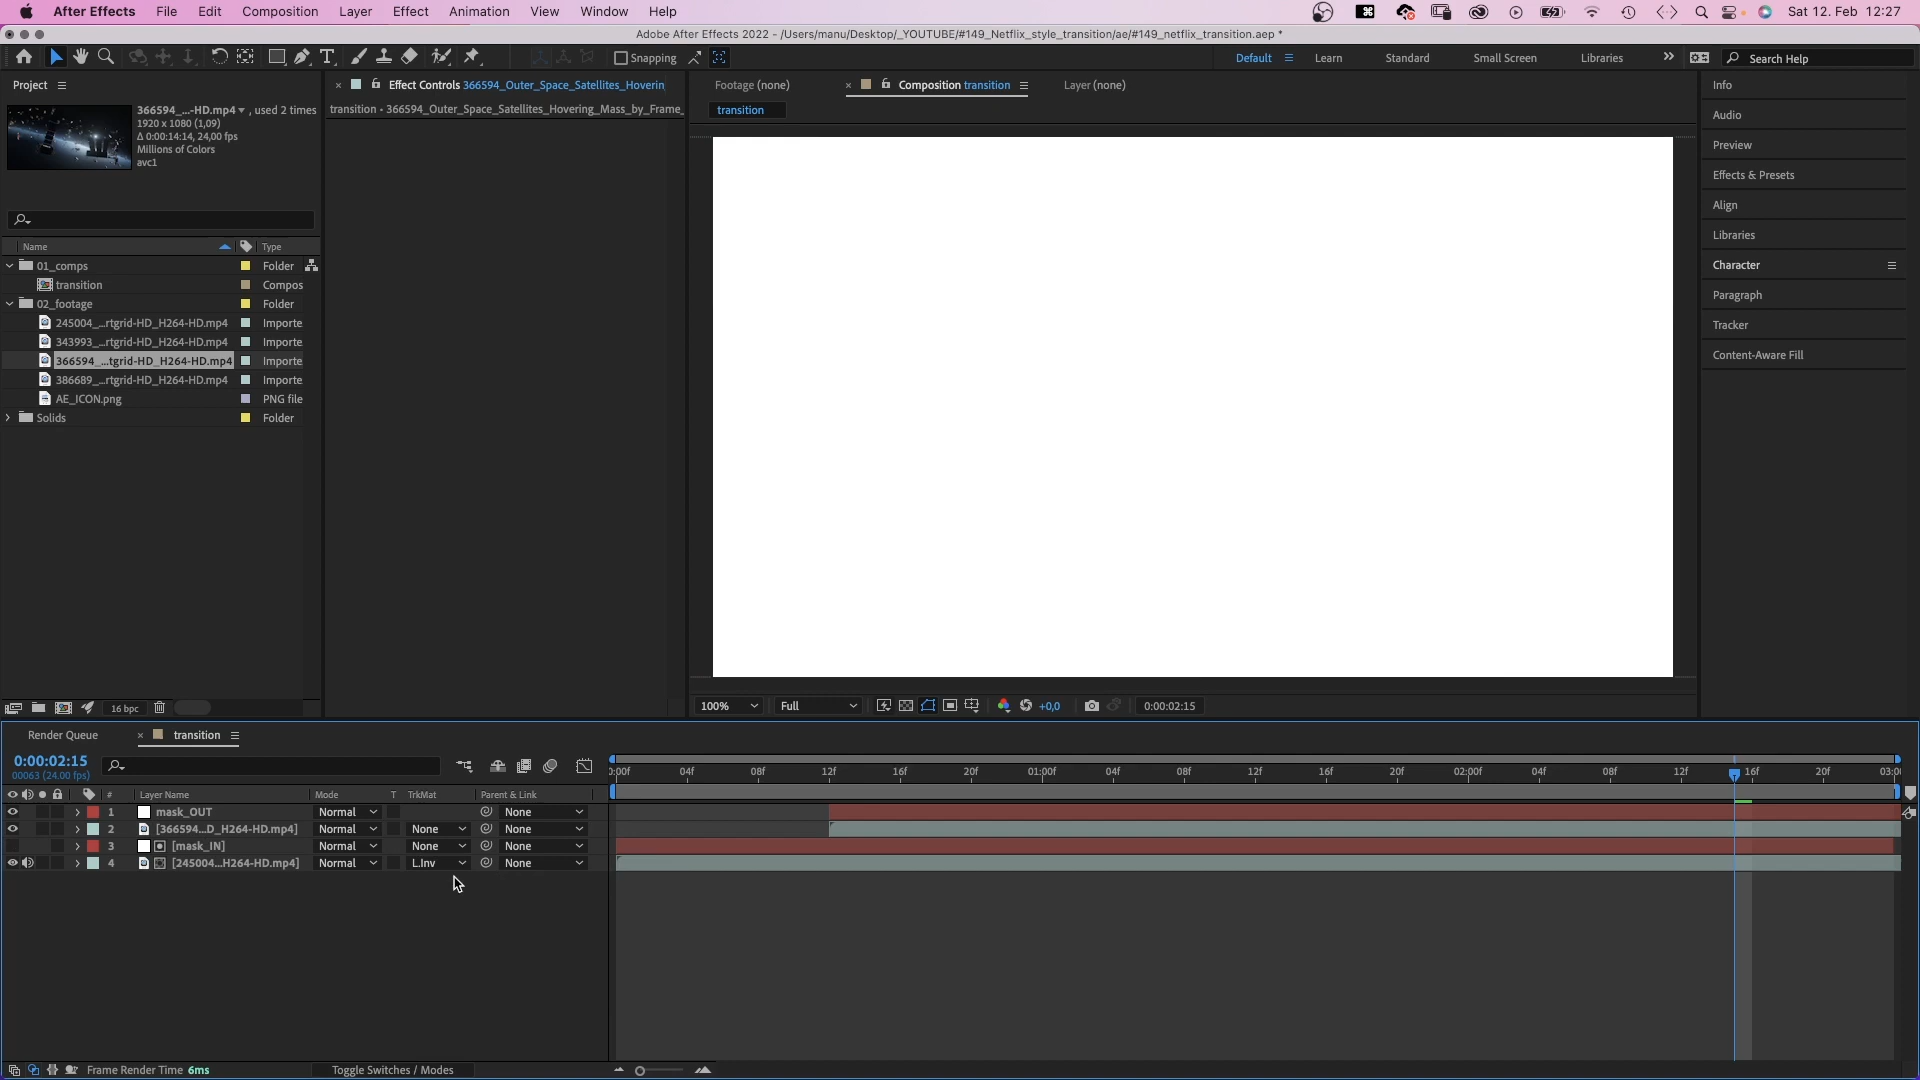 After Effects File Edit Composition Layer Effect Animation View Window Help Sat 12. Feb 12:27
Adobe After Effects 2022 - /Users/manu/Desktop/_YOUTUBE/#149_Netflix_style_transition/ae/#149_netflix_transition.aep *
Snapping Default Learn Standard Small Screen Libraries Search Help
Project
366594_...-HD.mp4 , used 2 times
1920 x 1080 (1,09)
Δ 0:00:14:14, 24,00 fps
Millions of Colors
avc1
Name Type
01_comps Folder
transition Compos
02_footage Folder
245004_...rtgrid-HD_H264-HD.mp4 Importe
343993_...rtgrid-HD_H264-HD.mp4 Importe
366594_...tgrid-HD_H264-HD.mp4 Importe
386689_...rtgrid-HD_H264-HD.mp4 Importe
AE_ICON.png PNG file
Solids Folder
16 bpc
Effect Controls 366594_Outer_Space_Satellites_Hoverin
transition • 366594_Outer_Space_Satellites_Hovering_Mass_by_Frame_
Footage (none) Composition transition Layer (none)
transition
100% Full +0,0 0:00:02:15
Info
Audio
Preview
Effects & Presets
Align
Libraries
Character
Paragraph
Tracker
Content-Aware Fill
Render Queue transition
0:00:02:15
00063 (24.00 fps)
):00f 04f 08f 12f 16f 20f 01:00f 04f 08f 12f 16f 20f 02:00f 04f 08f 12f 16f 20f 03:00
# Layer Name Mode T TrkMat Parent & Link
1 mask_OUT Normal None
2 [366594...D_H264-HD.mp4] Normal None None
3 [mask_IN] Normal None None
4 [245004...H264-HD.mp4] Normal L.Inv None
Frame Render Time 6ms Toggle Switches / Modes